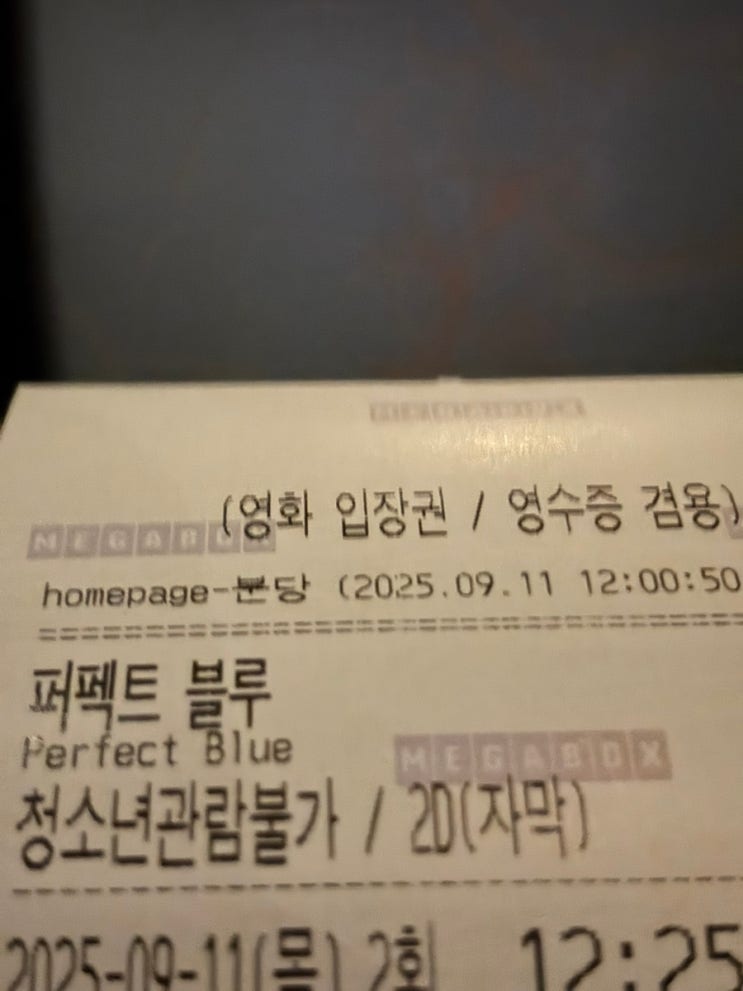 (영화 입장권 / 영수증 겸용)
MEGABOX
homepage-분당 (2025.09.11 12:00:50
퍼펙트 블루
Perfect Blue
MEGABOX
청소년관람불가 / 2D(자막)
2025-09-11(목) 2회 12:25